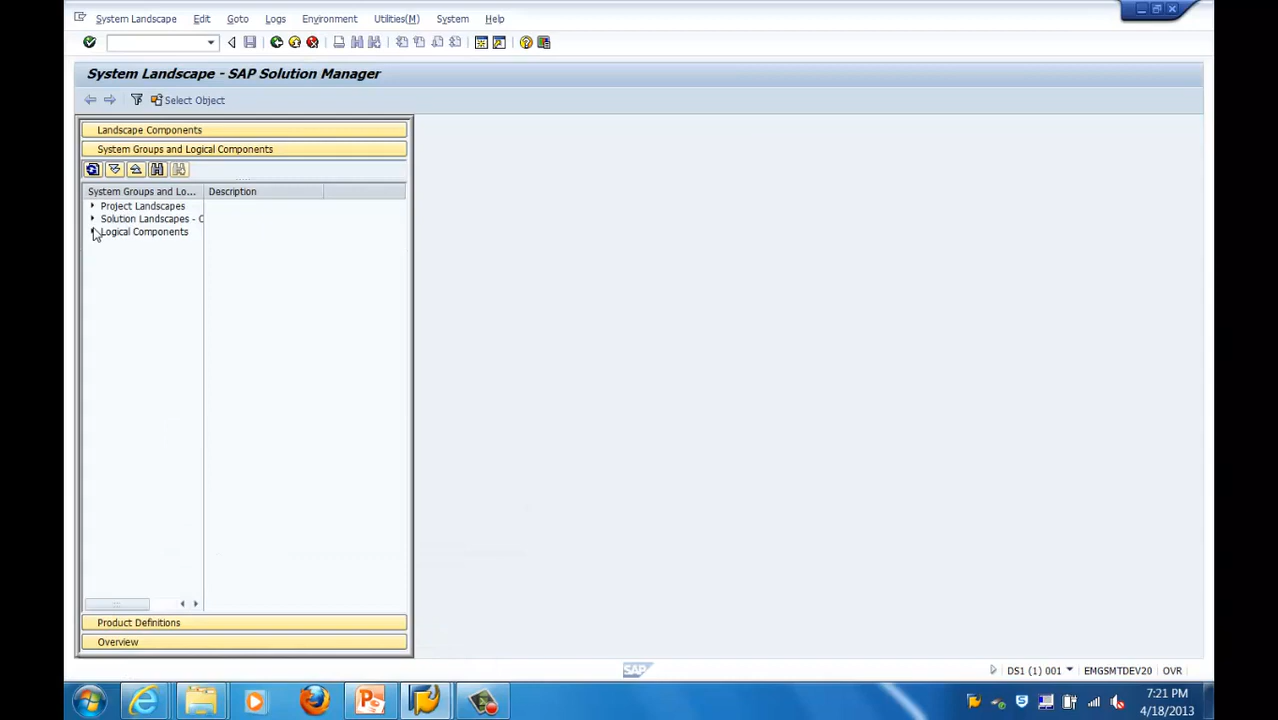 System Landscape Edit Goto Logs Environment Utilities(M) System Help
System Landscape - SAP Solution Manager
Select Object
Landscape Components
System Groups and Logical Components
System Groups and Lo... Description
Project Landscapes
Solution Landscapes - C
Logical Components
Product Definitions
Overview
SAP
DS1 (1) 001 EMGSMTDEV20 OVR
7:21 PM
4/18/2013